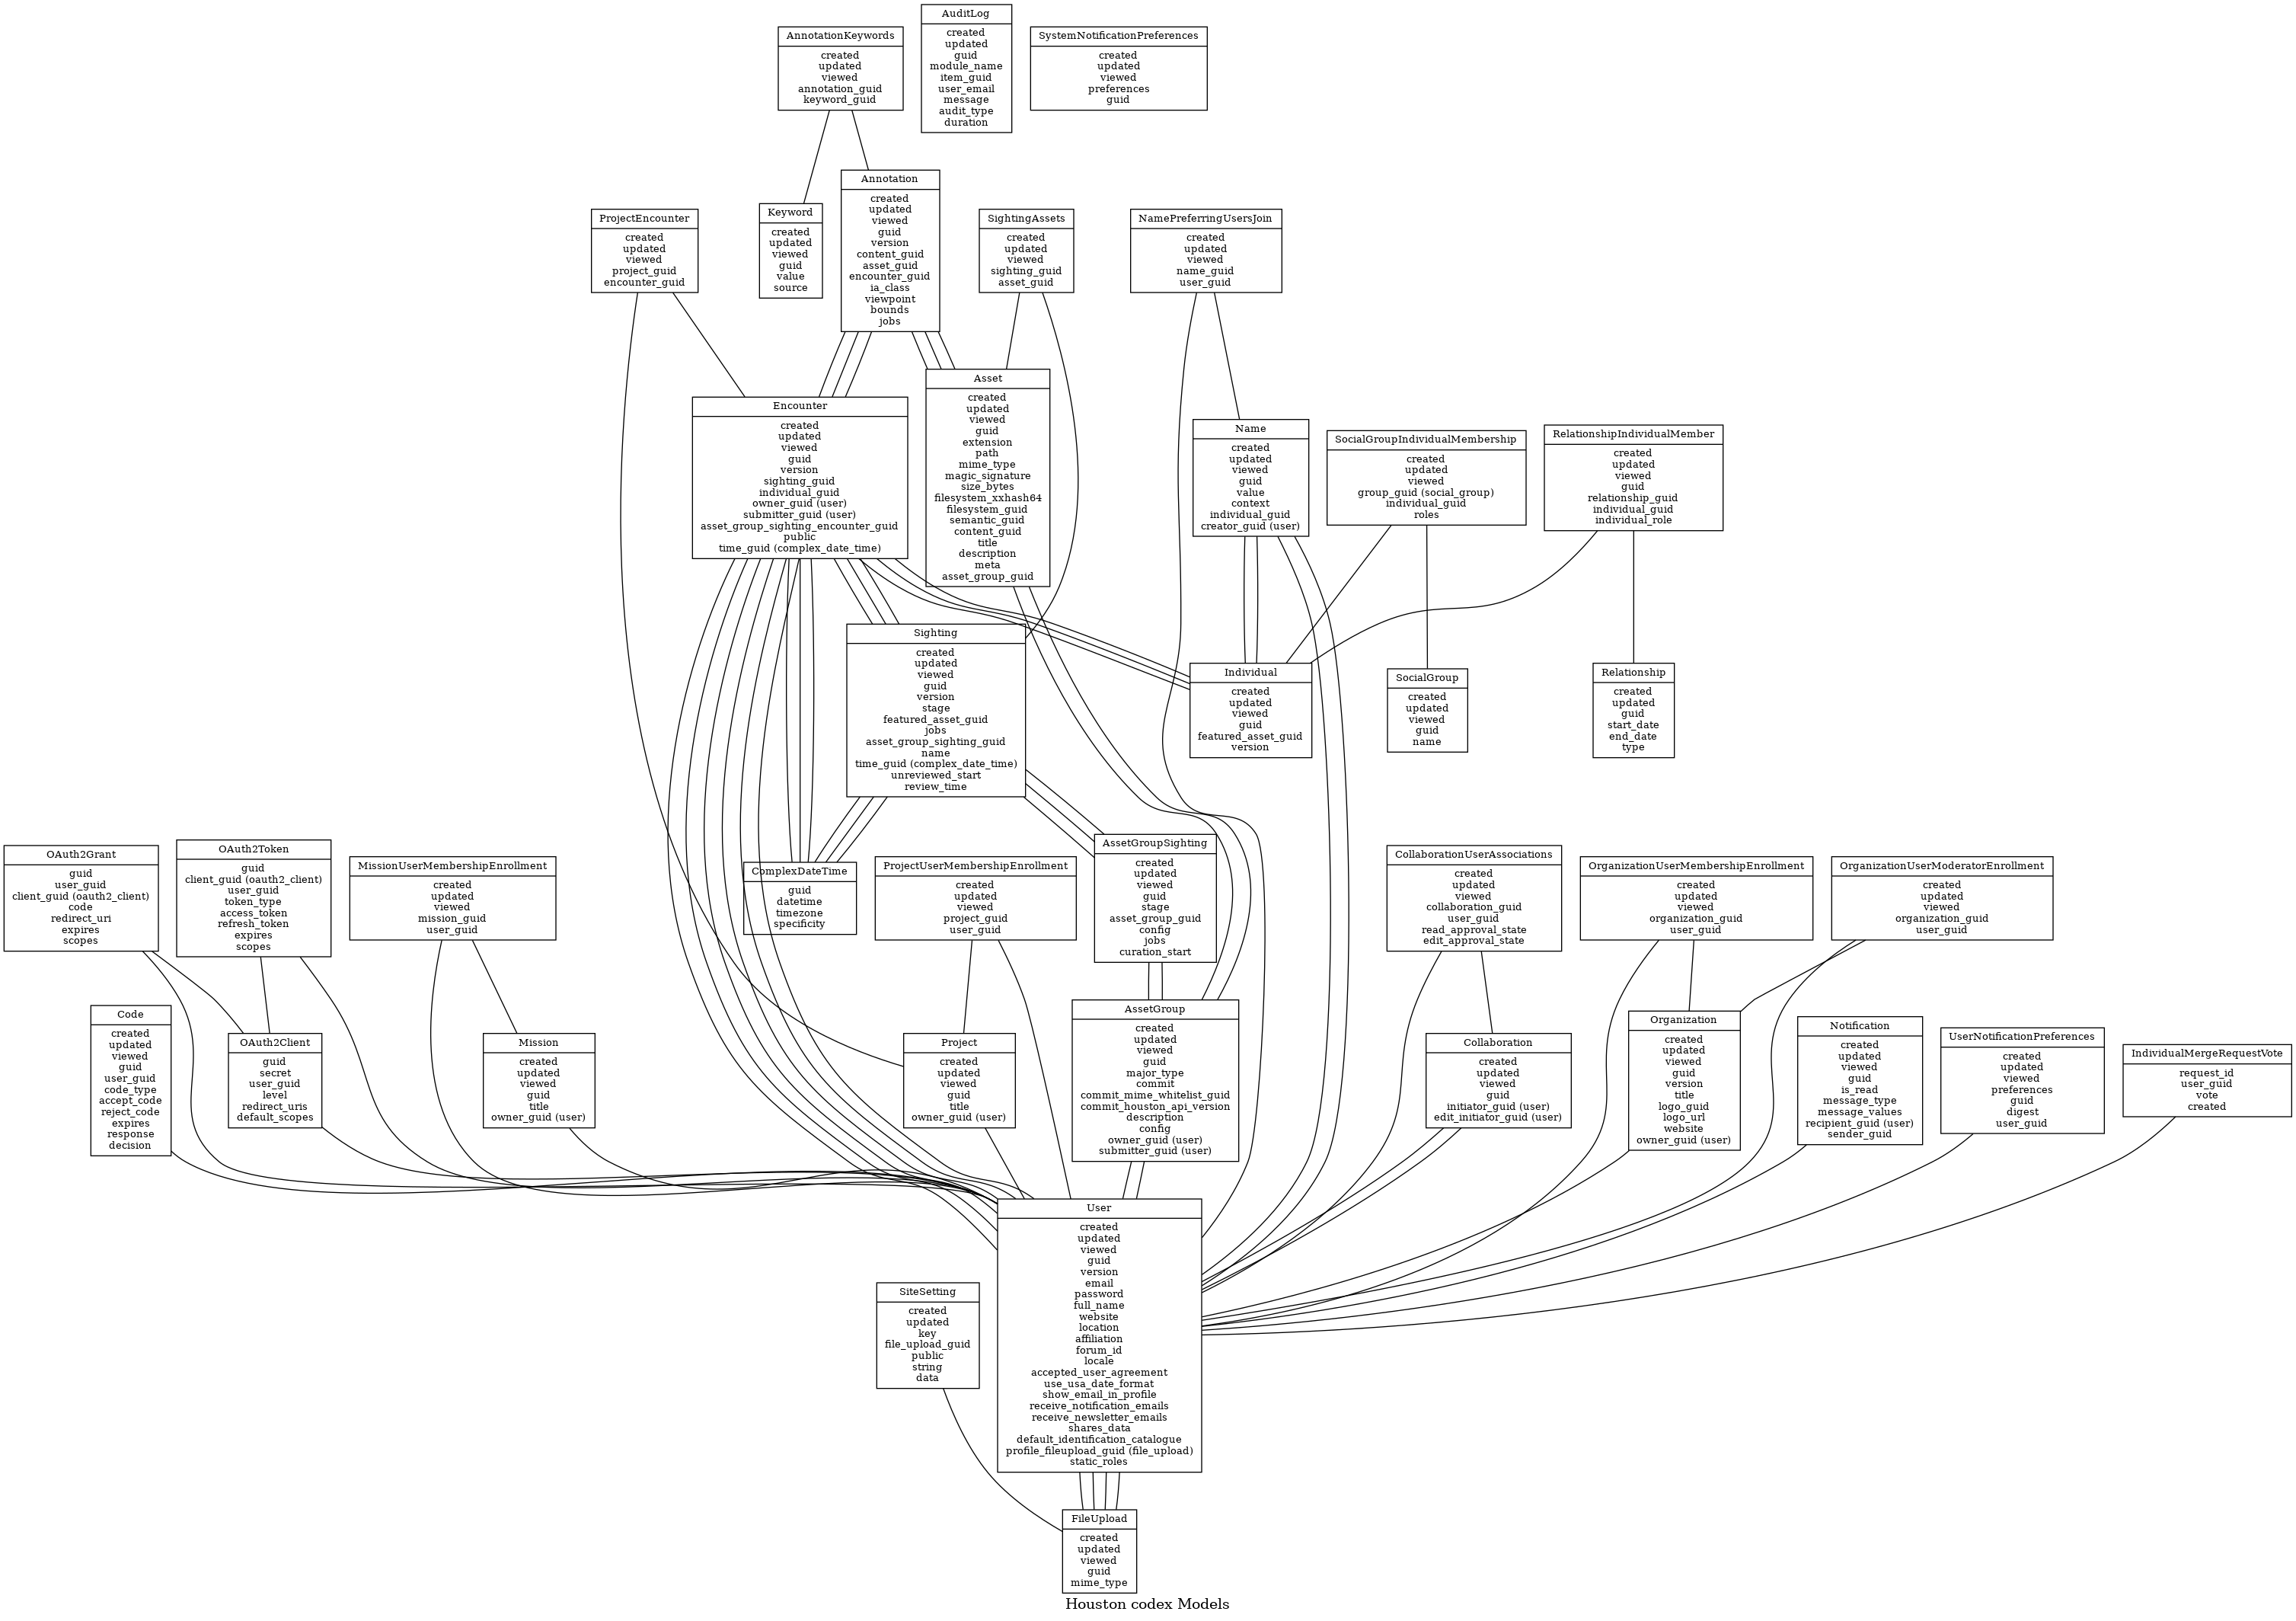 AuditLog
created
updated
guid
module_name
item_guid
user_email
message
audit_type
duration
AnnotationKeywords
created
updated
viewed
annotation_guid
keyword_guid
SystemNotificationPreferences
created
updated
viewed
preferences
guid
Annotation
created
updated
viewed
guid
version
content_guid
asset_guid
encounter_guid
ia_class
viewpoint
bounds
jobs
Keyword
created
updated
viewed
guid
value
source
ProjectEncounter
created
updated
viewed
project_guid
encounter_guid
SightingAssets
created
updated
viewed
sighting_guid
asset_guid
NamePreferringUsersJoin
created
updated
viewed
name_guid
user_guid
Asset
created
updated
viewed
guid
extension
path
mime_type
magic_signature
size_bytes
filesystem_xxhash64
filesystem_guid
semantic_guid
content_guid
title
description
meta
asset_group_guid
Encounter
created
updated
viewed
guid
version
sighting_guid
individual_guid
owner_guid (user)
submitter_guid (user)
asset_group_sighting_encounter_guid
public
time_guid (complex_date_time)
Name
created
updated
viewed
guid
value
context
individual_guid
creator_guid (user)
SocialGroupIndividualMembership
created
updated
viewed
group_guid (social_group)
individual_guid
roles
RelationshipIndividualMember
created
updated
viewed
guid
relationship_guid
individual_guid
individual_role
Sighting
created
updated
viewed
guid
version
stage
featured_asset_guid
jobs
asset_group_sighting_guid
name
time_guid (complex_date_time)
unreviewed_start
review_time
Individual
created
updated
viewed
guid
featured_asset_guid
version
SocialGroup
created
updated
viewed
guid
name
Relationship
created
updated
guid
start_date
end_date
type
OAuth2Grant
guid
user_guid
client_guid (oauth2_client)
code
redirect_uri
expires
scopes
OAuth2Token
guid
client_guid (oauth2_client)
user_guid
token_type
access_token
refresh_token
expires
scopes
MissionUserMembershipEnrollment
created
updated
viewed
mission_guid
user_guid
ComplexDateTime
guid
datetime
timezone
specificity
ProjectUserMembershipEnrollment
created
updated
viewed
project_guid
user_guid
AssetGroupSighting
created
updated
viewed
guid
stage
asset_group_guid
config
jobs
curation_start
CollaborationUserAssociations
created
updated
viewed
collaboration_guid
user_guid
read_approval_state
edit_approval_state
OrganizationUserMembershipEnrollment
created
updated
viewed
organization_guid
user_guid
OrganizationUserModeratorEnrollment
created
updated
viewed
organization_guid
user_guid
Code
created
updated
viewed
guid
user_guid
code_type
accept_code
reject_code
expires
response
decision
OAuth2Client
guid
secret
user_guid
level
redirect_uris
default_scopes
Mission
created
updated
viewed
guid
title
owner_guid (user)
Project
created
updated
viewed
guid
title
owner_guid (user)
AssetGroup
created
updated
viewed
guid
major_type
commit
commit_mime_whitelist_guid
commit_houston_api_version
description
config
owner_guid (user)
submitter_guid (user)
Collaboration
created
updated
viewed
guid
initiator_guid (user)
edit_initiator_guid (user)
Organization
created
updated
viewed
guid
version
title
logo_guid
logo_url
website
owner_guid (user)
Notification
created
updated
viewed
guid
is_read
message_type
message_values
recipient_guid (user)
sender_guid
UserNotificationPreferences
created
updated
viewed
preferences
guid
digest
user_guid
IndividualMergeRequestVote
request_id
user_guid
vote
created
User
created
updated
viewed
guid
version
email
password
full_name
website
location
affiliation
forum_id
locale
accepted_user_agreement
use_usa_date_format
show_email_in_profile
receive_notification_emails
receive_newsletter_emails
shares_data
default_identification_catalogue
profile_fileupload_guid (file_upload)
static_roles
SiteSetting
created
updated
key
file_upload_guid
public
string
data
FileUpload
created
updated
viewed
guid
mime_type
Houston codex Models